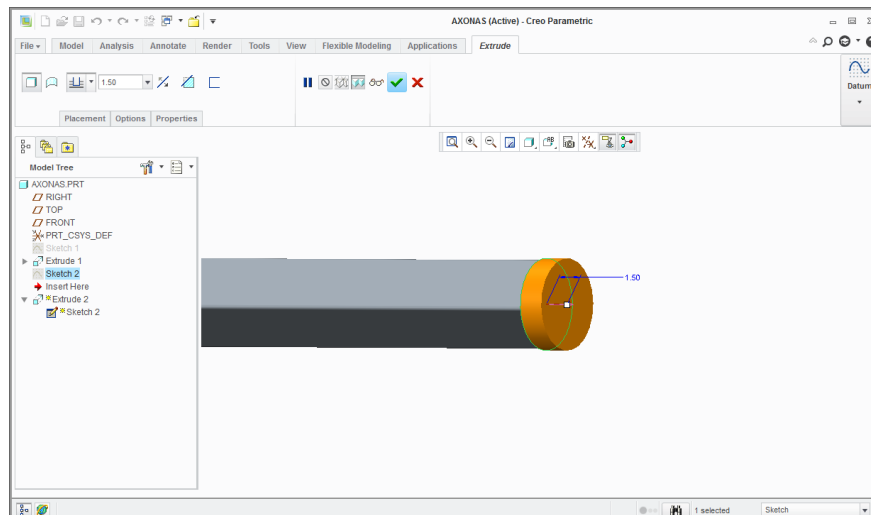 AXONAS (Active) - Creo Parametric
File Model Analysis Annotate Render Tools View Flexible Modeling Applications Extrude
1.50
Datum
Placement Options Properties
Model Tree
AXONAS.PRT
RIGHT
TOP
FRONT
PRT_CSYS_DEF
Sketch 1
Extrude 1
Sketch 2
Insert Here
Extrude 2
Sketch 2
1.50
1 selected Sketch